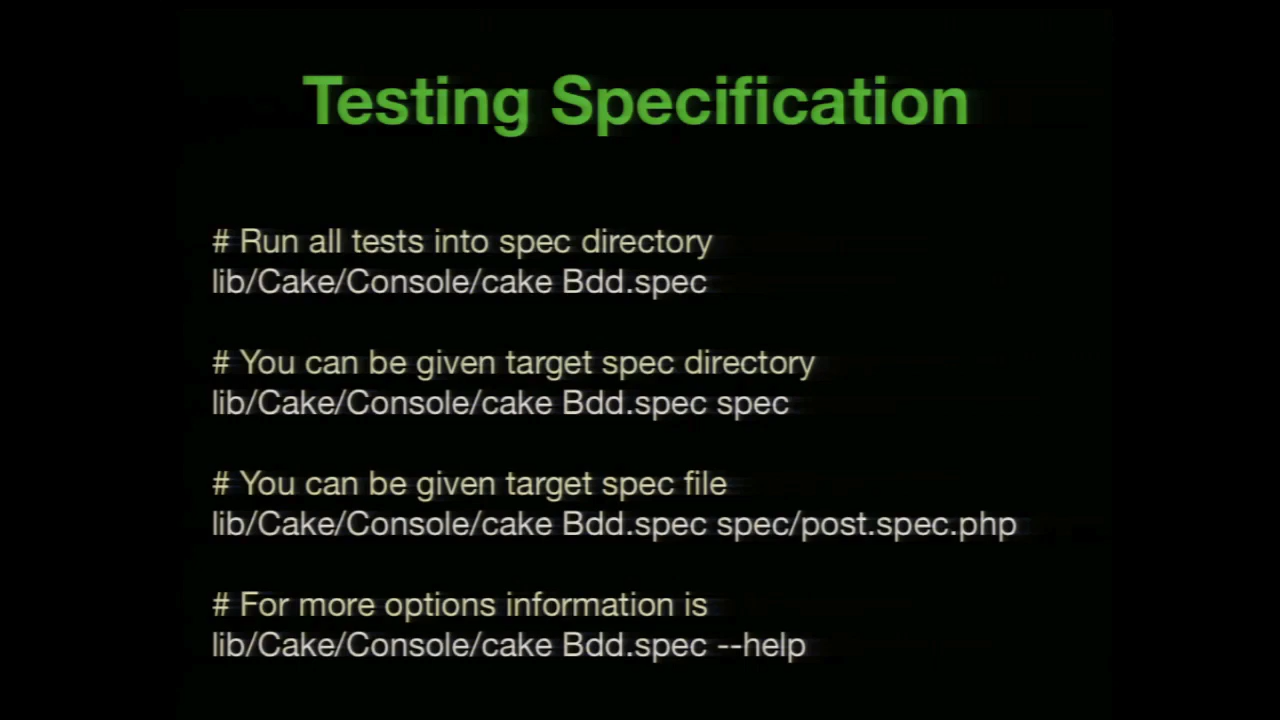 Testing Specification
# Run all tests into spec directory
lib/Cake/Console/cake Bdd.spec
# You can be given target spec directory
lib/Cake/Console/cake Bdd.spec spec
# You can be given target spec file
lib/Cake/Console/cake Bdd.spec spec/post.spec.php
# For more options information is
lib/Cake/Console/cake Bdd.spec --help